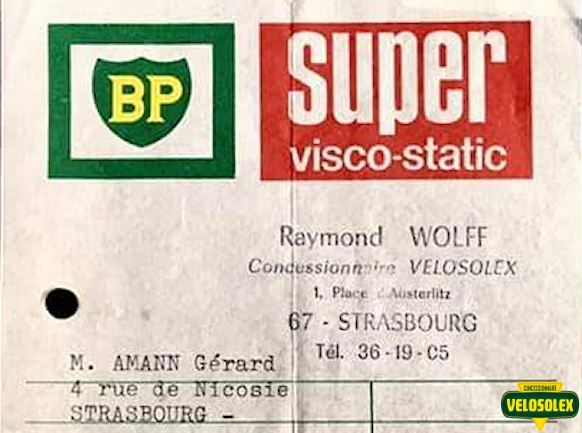 BP
super
visco-static
Raymond WOLFF
Concessionnaire VELOSOLEX
1, Place d'Austerlitz
67 - STRASBOURG
Tél. 36-19-05
M. AMANN Gérard
4 rue de Nicosie
STRASBOURG -
CONCESSIONNAIRE
VELOSOLEX